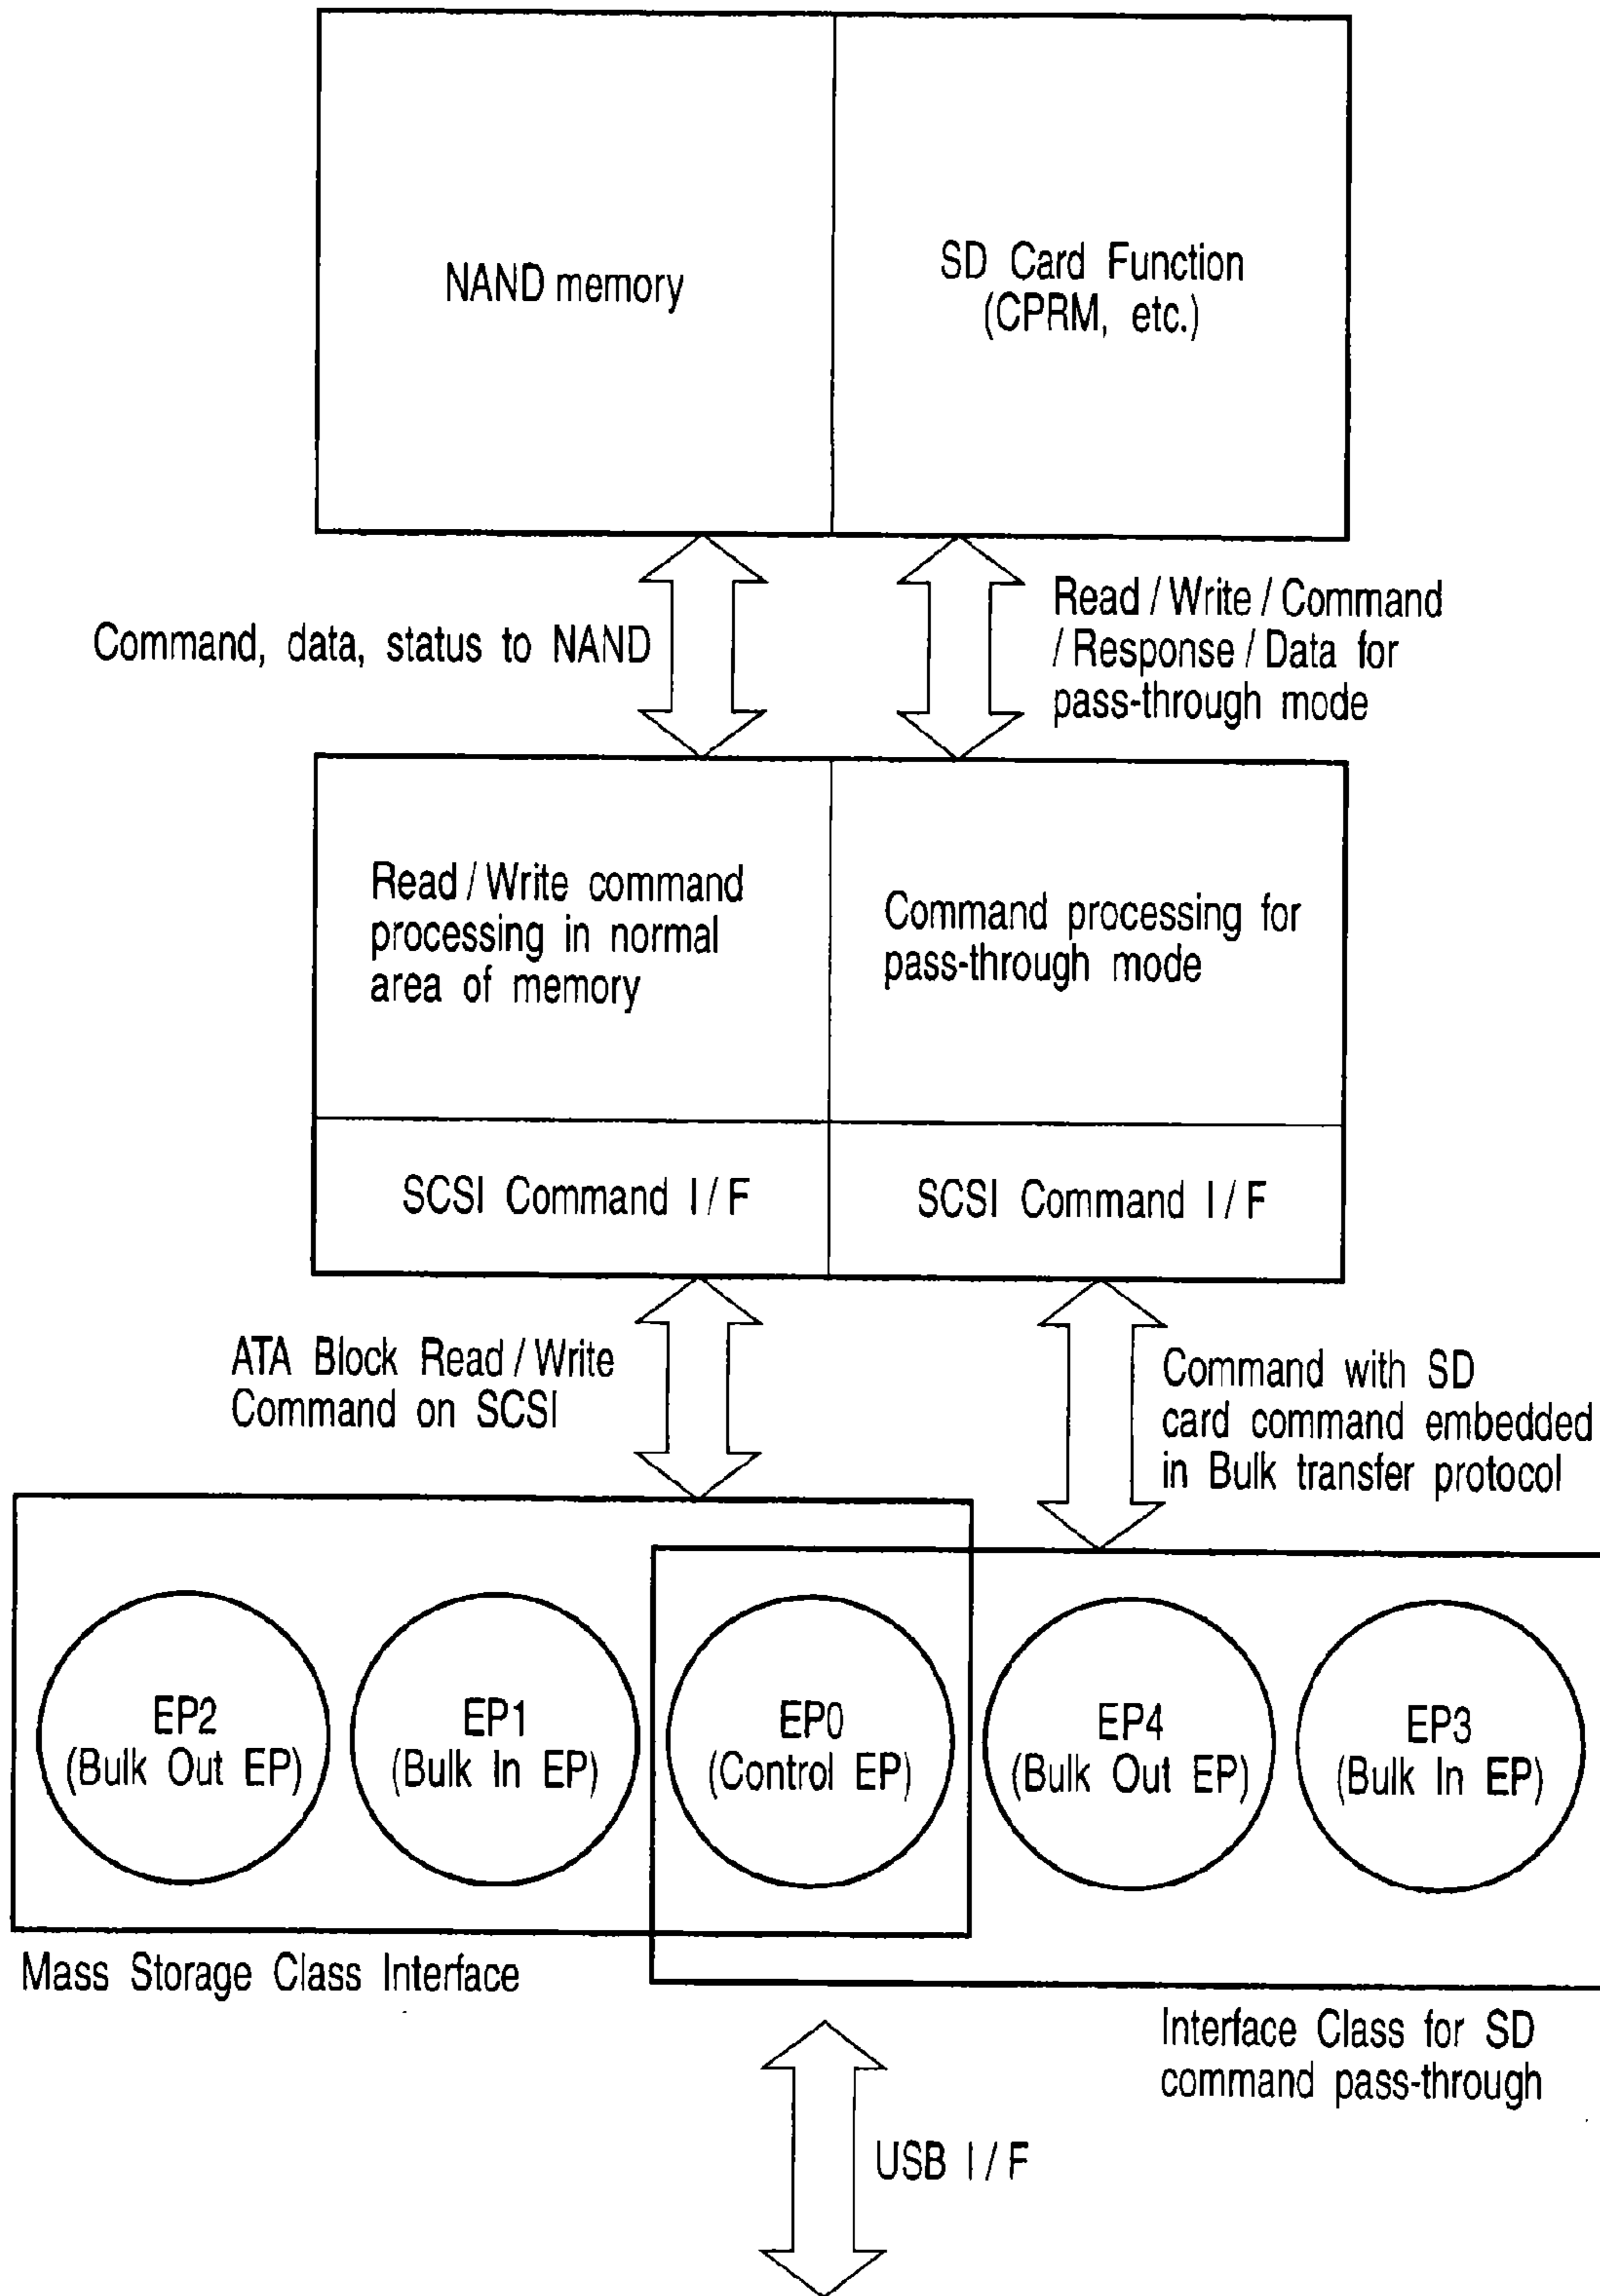 NAND memory
SD Card Function
(CPRM, etc.)
Command, data, status to NAND
Read / Write / Command
/ Response / Data for
pass-through mode
Read / Write command
processing in normal
area of memory
Command processing for
pass-through mode
SCSI Command I / F
SCSI Command I / F
ATA Block Read / Write
Command on SCSI
Command with SD
card command embedded
in Bulk transfer protocol
EP2
(Bulk Out EP)
EP1
(Bulk In EP)
EP0
(Control EP)
EP4
(Bulk Out EP)
EP3
(Bulk In EP)
Mass Storage Class Interface
Interface Class for SD
command pass-through
USB I / F